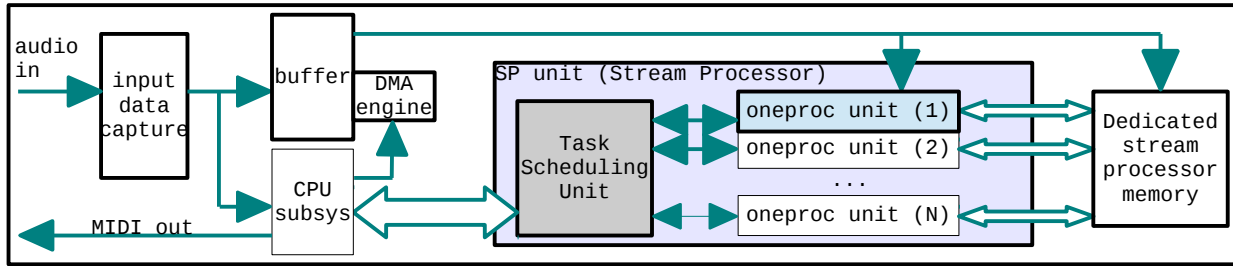 audio
in
input
data
capture
buffer
DMA
engine
CPU
subsys
MIDI out
SP unit (Stream Processor)
Task
Scheduling
Unit
oneproc unit (1)
oneproc unit (2)
...
oneproc unit (N)
Dedicated
stream
processor
memory